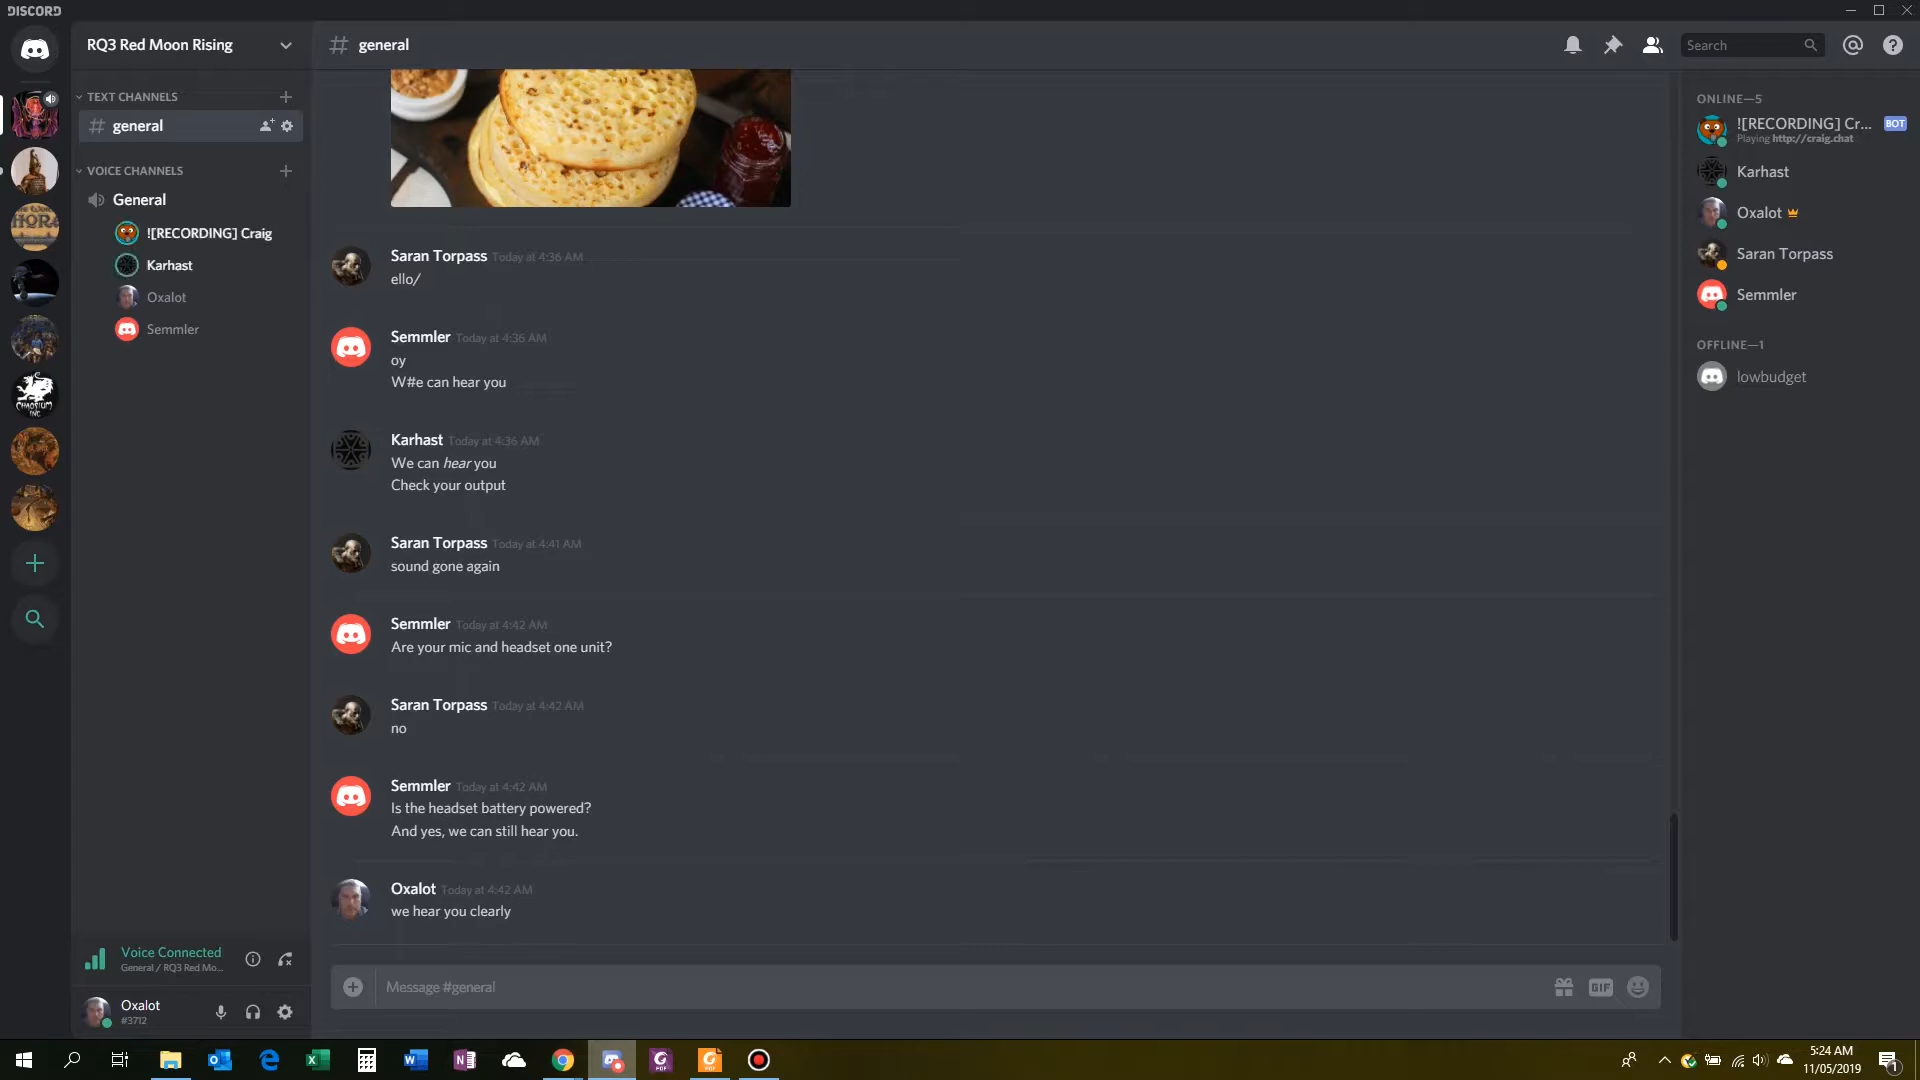 DISCORD
RQ3 Red Moon Rising
general
Search
TEXT CHANNELS
general
VOICE CHANNELS
General
![RECORDING] Craig
Karhast
Oxalot
Semmler
CHAOSIUM
INC
Saran Torpass Today at 4:36 AM
ello/
Semmler Today at 4:36 AM
oy
W#e can hear you
Karhast Today at 4:36 AM
We can hear you
Check your output
Saran Torpass Today at 4:41 AM
sound gone again
Semmler Today at 4:42 AM
Are your mic and headset one unit?
Saran Torpass Today at 4:42 AM
no
Semmler Today at 4:42 AM
Is the headset battery powered?
And yes, we can still hear you.
Oxalot Today at 4:42 AM
we hear you clearly
Message #general
GIF
ONLINE—5
![RECORDING] Cr... BOT
Playing http://craig.chat
Karhast
Oxalot
Saran Torpass
Semmler
OFFLINE—1
lowbudget
Voice Connected
General / RQ3 Red Mo...
Oxalot
#3712
5:24 AM
11/05/2019
1